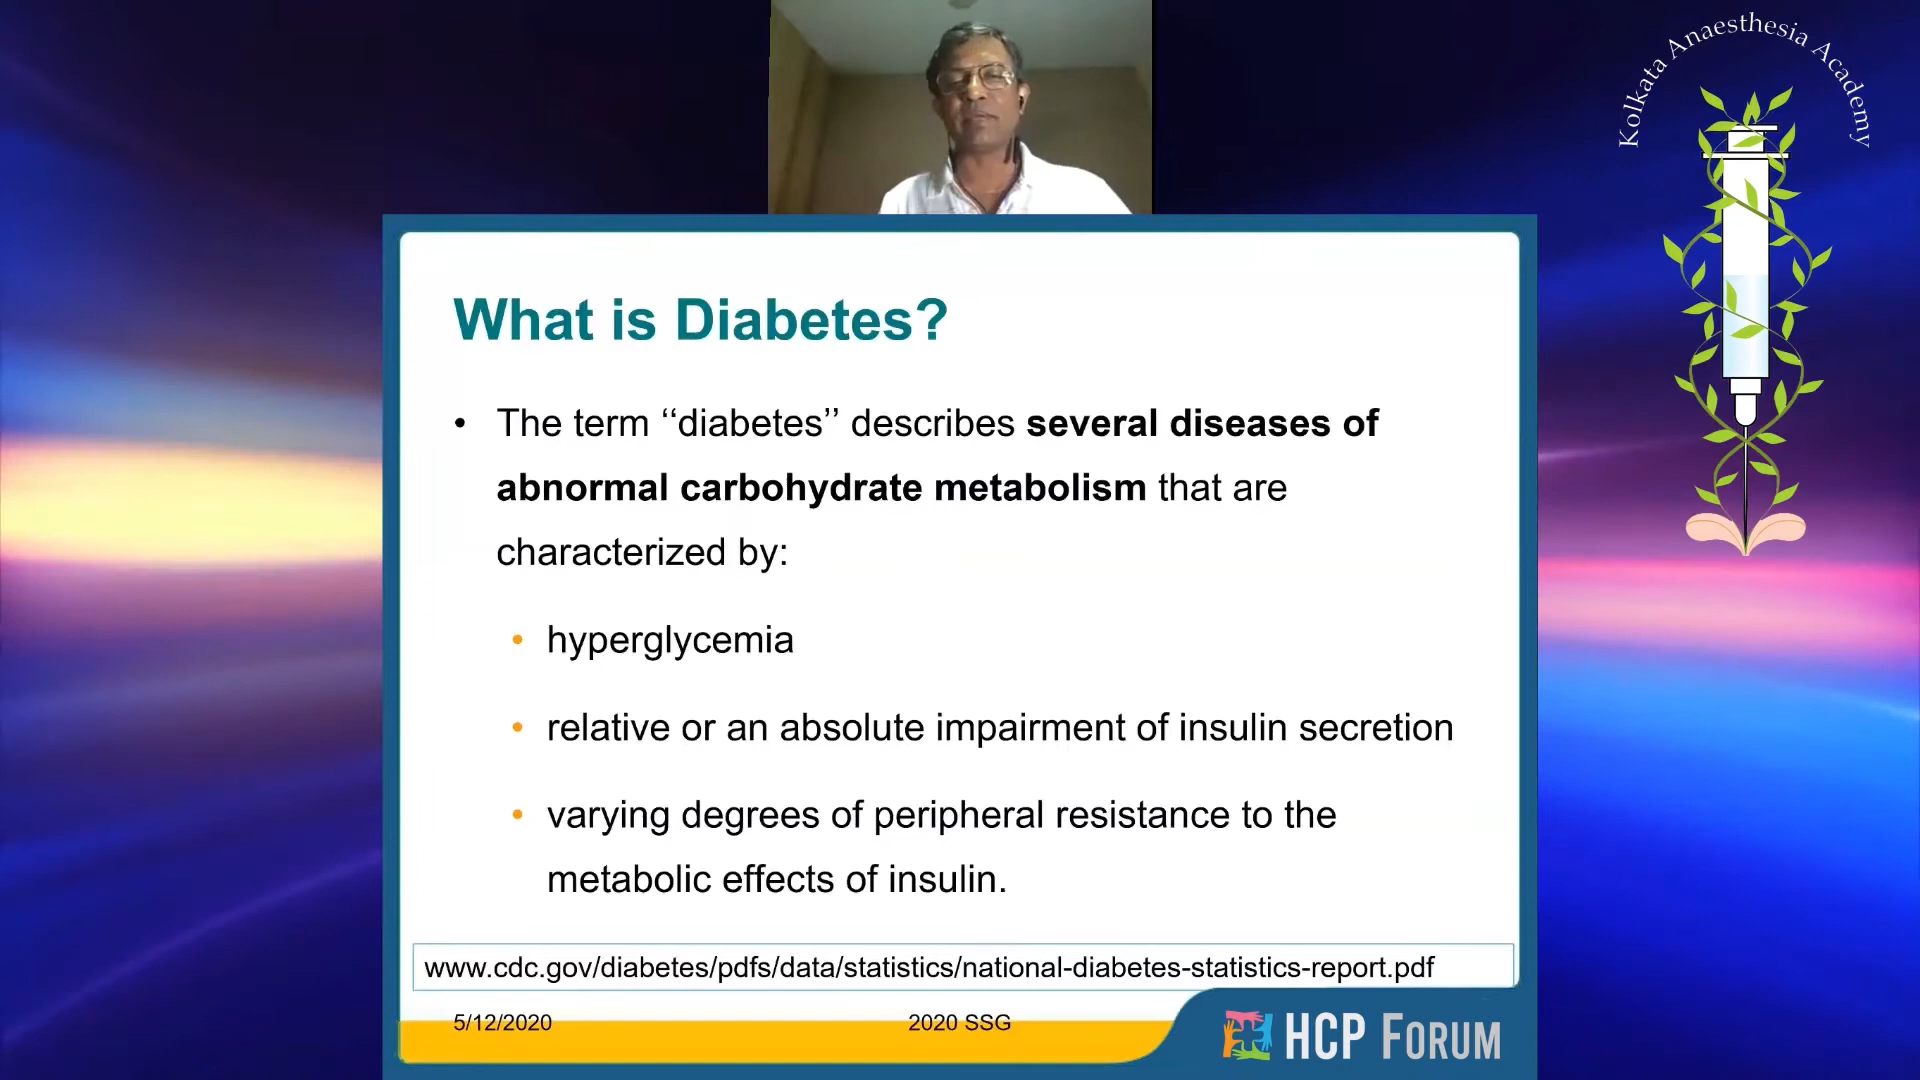 Kolkata Anaesthesia Academy
What is Diabetes?
• The term ‘‘diabetes’’ describes several diseases of
abnormal carbohydrate metabolism that are
characterized by:
• hyperglycemia
• relative or an absolute impairment of insulin secretion
• varying degrees of peripheral resistance to the
metabolic effects of insulin.
www.cdc.gov/diabetes/pdfs/data/statistics/national-diabetes-statistics-report.pdf
5/12/2020
2020 SSG
HCP FORUM